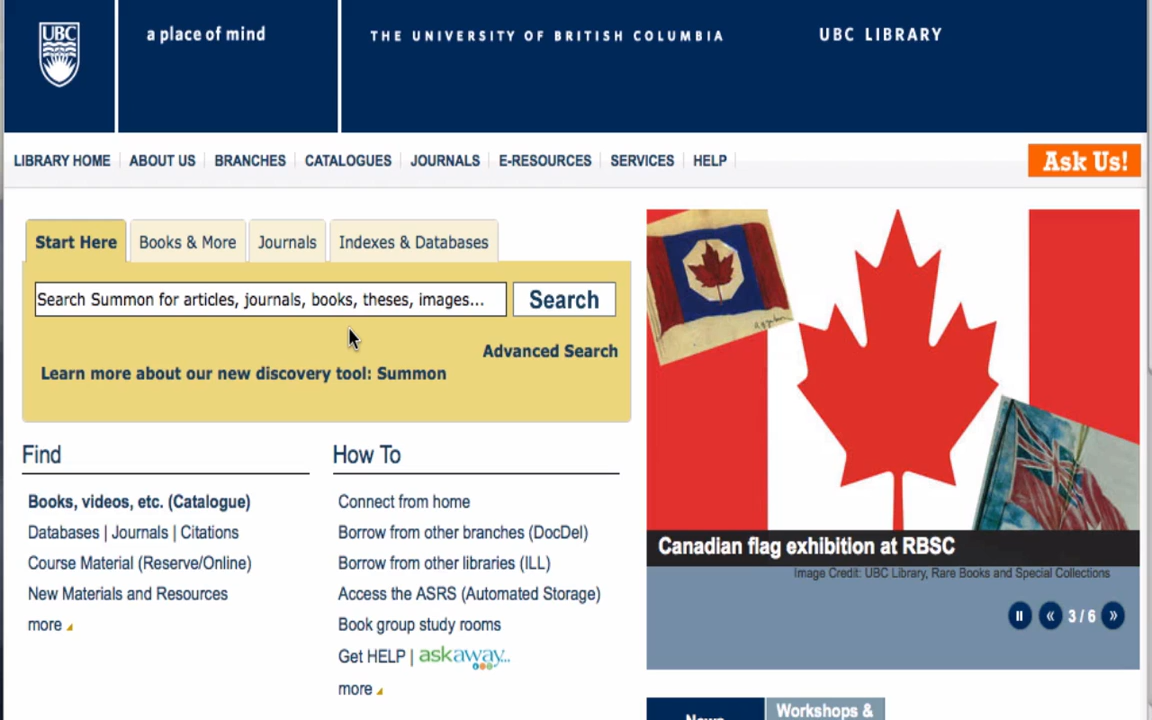 UBC
a place of mind
THE UNIVERSITY OF BRITISH COLUMBIA
UBC LIBRARY
LIBRARY HOME
ABOUT US
BRANCHES
CATALOGUES
JOURNALS
E-RESOURCES
SERVICES
HELP
Ask Us!
Start Here
Books & More
Journals
Indexes & Databases
Search Summon for articles, journals, books, theses, images...
Search
Advanced Search
Learn more about our new discovery tool: Summon
Find
Books, videos, etc. (Catalogue)
Databases | Journals | Citations
Course Material (Reserve/Online)
New Materials and Resources
more
How To
Connect from home
Borrow from other branches (DocDel)
Borrow from other libraries (ILL)
Access the ASRS (Automated Storage)
Book group study rooms
Get HELP | askaway...
more
Canadian flag exhibition at RBSC
Image Credit: UBC Library, Rare Books and Special Collections
3 / 6
News
Workshops &